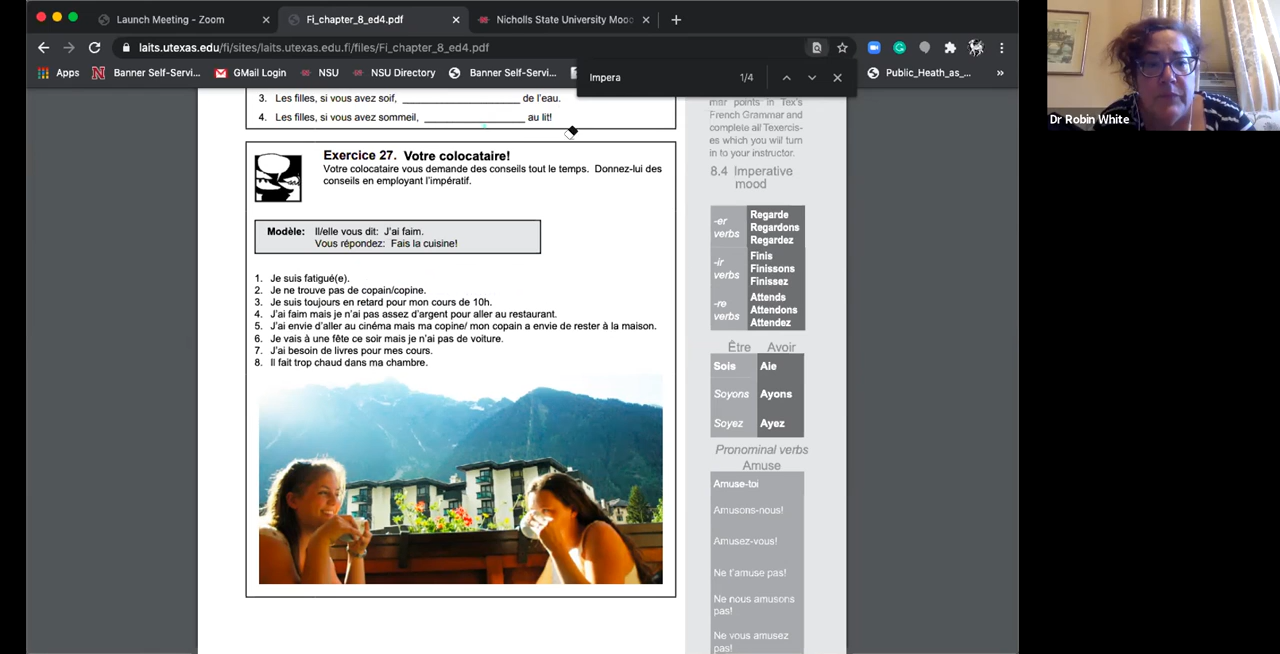 Launch Meeting - Zoom
Fi_chapter_8_ed4.pdf
Nicholls State University Moo
laits.utexas.edu/fi/sites/laits.utexas.edu.fi/files/Fi_chapter_8_ed4.pdf
Apps
Banner Self-Servi...
GMail Login
NSU
NSU Directory
Banner Self-Servi...
Public_Heath_as_...
»
Impera
1/4
Dr Robin White
3. Les filles, si vous avez soif, ____________________ de l'eau.
4. Les filles, si vous avez sommeil, _________________ au lit!
Exercice 27. Votre colocataire!
Votre colocataire vous demande des conseils tout le temps. Donnez-lui des
conseils en employant l'impératif.
Modèle: Il/elle vous dit: J'ai faim.
Vous répondez: Fais la cuisine!
1. Je suis fatigué(e).
2. Je ne trouve pas de copain/copine.
3. Je suis toujours en retard pour mon cours de 10h.
4. J'ai faim mais je n'ai pas assez d'argent pour aller au restaurant.
5. J'ai envie d'aller au cinéma mais ma copine/ mon copain a envie de rester à la maison.
6. Je vais à une fête ce soir mais je n'ai pas de voiture.
7. J'ai besoin de livres pour mes cours.
8. Il fait trop chaud dans ma chambre.
points in Tex's
French Grammar and
complete all Texercis-
es which you will turn
in to your instructor.
8.4 Imperative
mood
-er
verbs
Regarde
Regardons
Regardez
-ir
verbs
Finis
Finissons
Finissez
-re
verbs
Attends
Attendons
Attendez
Être Avoir
Sois Aie
Soyons Ayons
Soyez Ayez
Pronominal verbs
Amuse
Amuse-toi
Amusons-nous!
Amusez-vous!
Ne t'amuse pas!
Ne nous amusons
pas!
Ne vous amusez
pas!